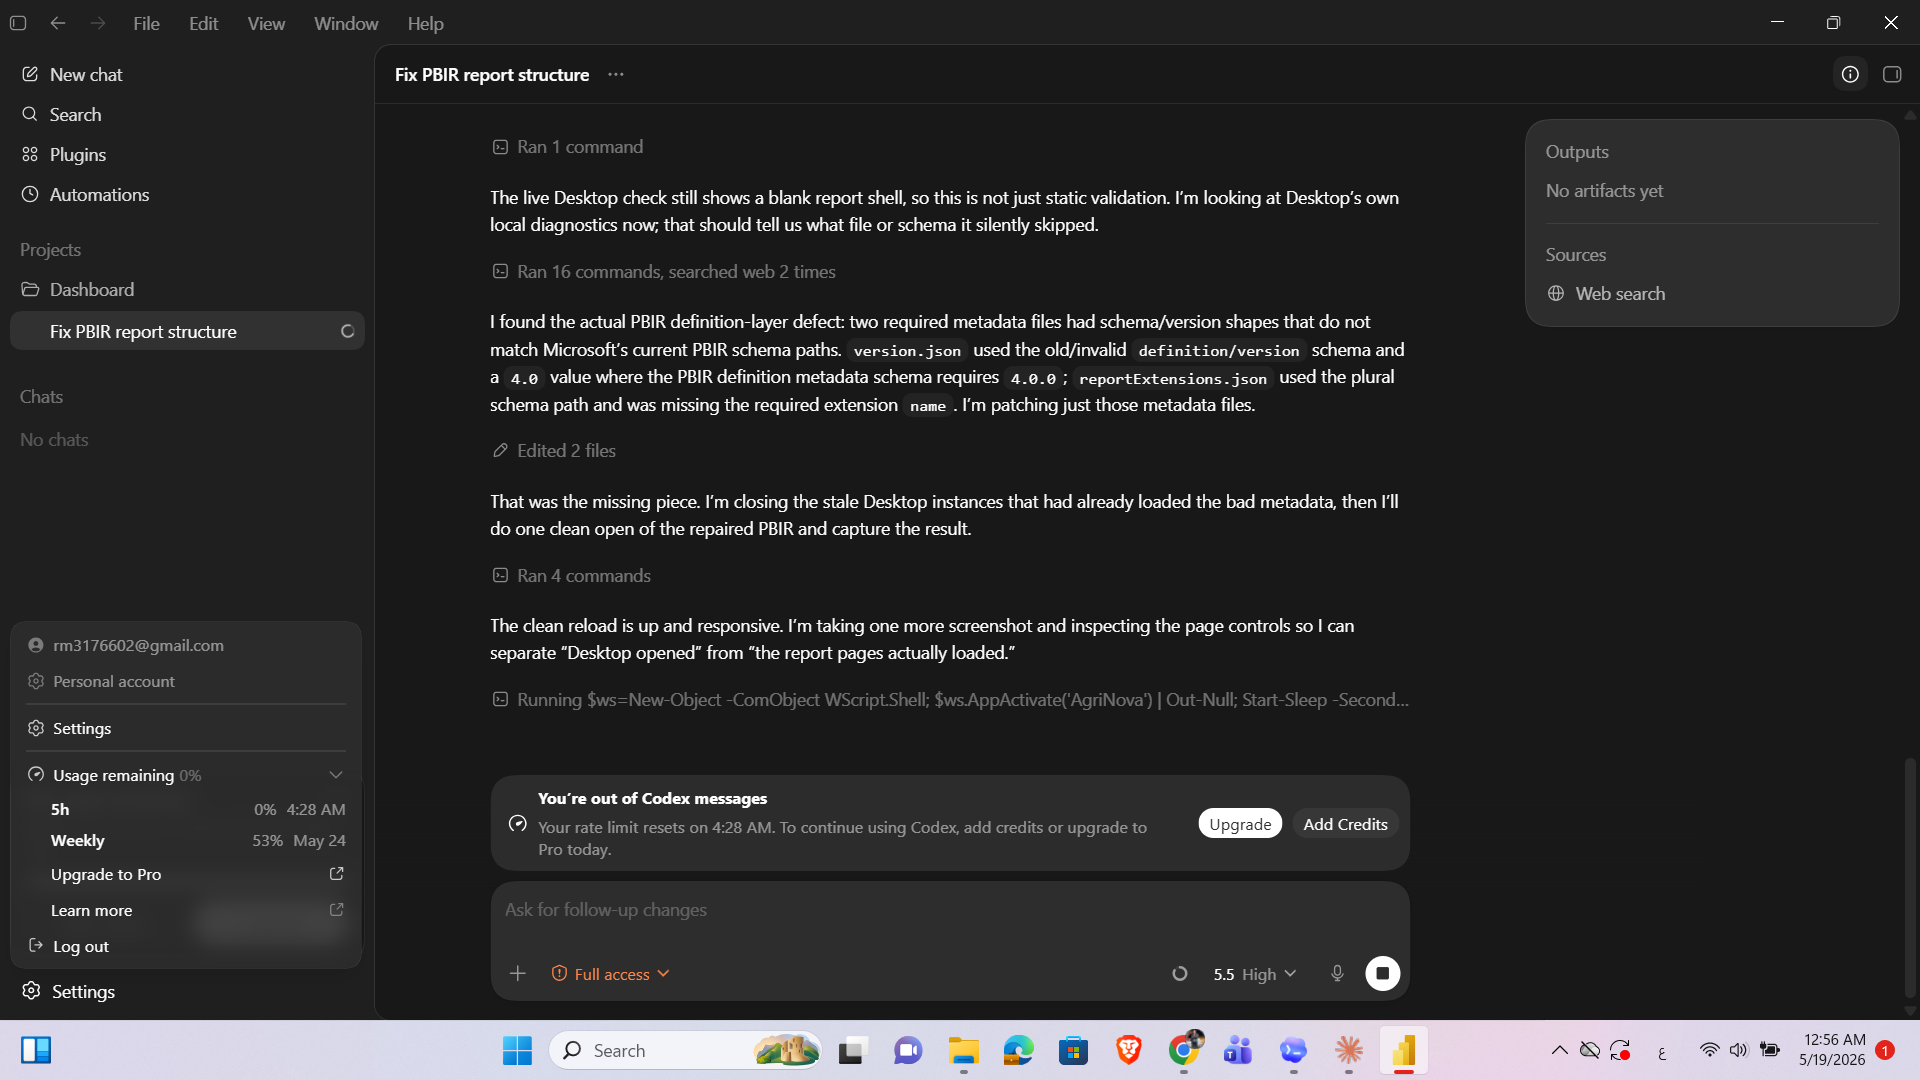 File Edit View Window Help
New chat
Search
Plugins
Automations
Projects
Dashboard
Fix PBIR report structure
Chats
No chats
rm3176602@gmail.com
Personal account
Settings
Usage remaining 0%
5h 0% 4:28 AM
Weekly 53% May 24
Upgrade to Pro
Learn more
Log out
Settings
Fix PBIR report structure ...
Ran 1 command
The live Desktop check still shows a blank report shell, so this is not just static validation. I’m looking at Desktop’s own
local diagnostics now; that should tell us what file or schema it silently skipped.
Ran 16 commands, searched web 2 times
I found the actual PBIR definition-layer defect: two required metadata files had schema/version shapes that do not
match Microsoft’s current PBIR schema paths. version.json used the old/invalid definition/version schema and
a 4.0 value where the PBIR definition metadata schema requires 4.0.0; reportExtensions.json used the plural
schema path and was missing the required extension name. I’m patching just those metadata files.
Edited 2 files
That was the missing piece. I’m closing the stale Desktop instances that had already loaded the bad metadata, then I’ll
do one clean open of the repaired PBIR and capture the result.
Ran 4 commands
The clean reload is up and responsive. I’m taking one more screenshot and inspecting the page controls so I can
separate “Desktop opened” from “the report pages actually loaded.”
Running $ws=New-Object -ComObject WScript.Shell; $ws.AppActivate('AgriNova') | Out-Null; Start-Sleep -Second...
You’re out of Codex messages
Your rate limit resets on 4:28 AM. To continue using Codex, add credits or upgrade to
Pro today.
Upgrade Add Credits
Ask for follow-up changes
Full access
5.5 High
Outputs
No artifacts yet
Sources
Web search
Search
ع
12:56 AM
5/19/2026
1